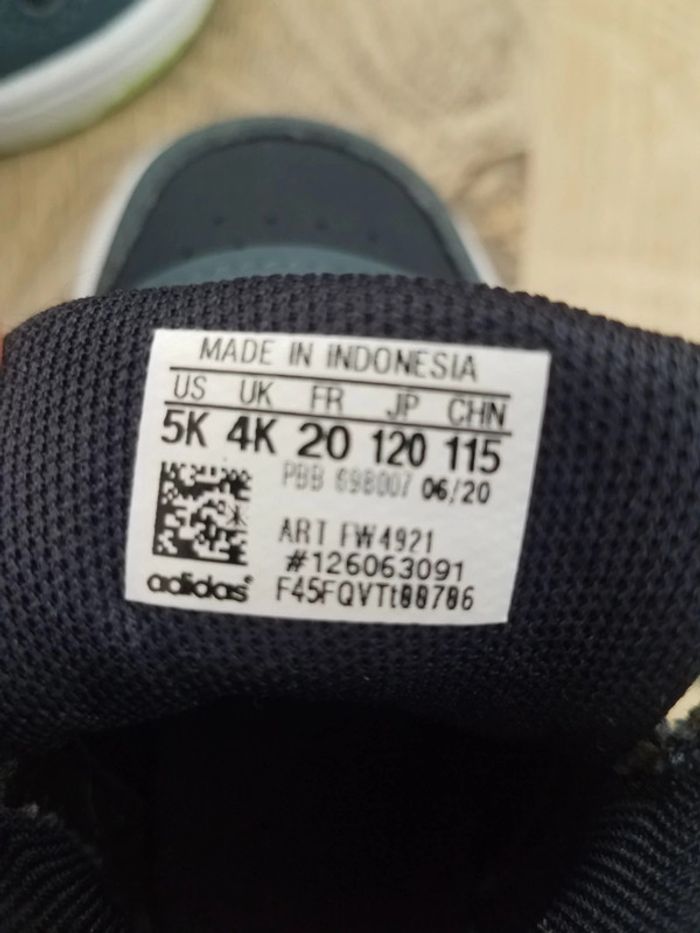 MADE IN INDONESIA
US UK FR JP CHN
5K 4K 20 120 115
PBB 698007 06/20
ART FW4921
#126063091
adidas® F45FQVTt00706